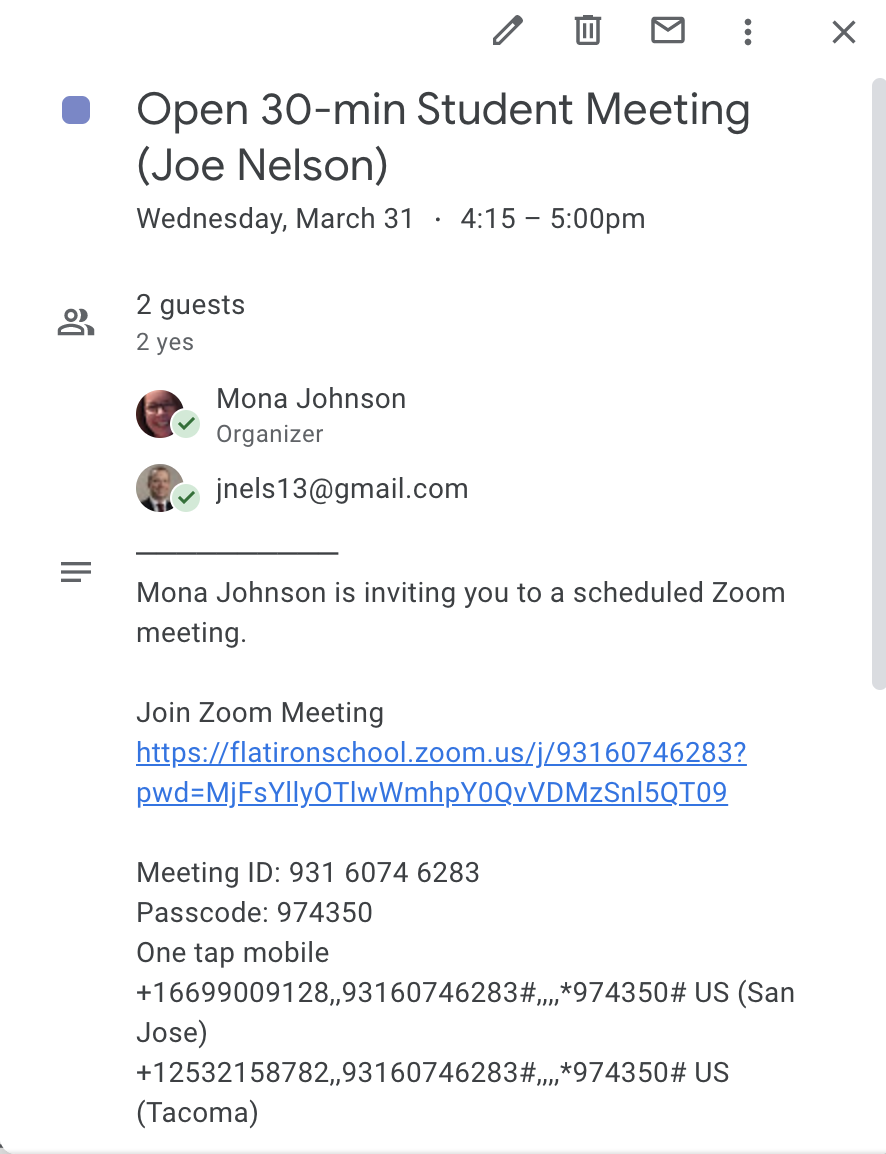 Open 30-min Student Meeting
(Joe Nelson)
Wednesday, March 31 · 4:15 – 5:00pm
2 guests
2 yes
Mona Johnson
Organizer
jnels13@gmail.com
Mona Johnson is inviting you to a scheduled Zoom
meeting.
Join Zoom Meeting
https://flatironschool.zoom.us/j/93160746283?
pwd=MjFsYllyOTlwWmhpY0QvVDMzSnl5QT09
Meeting ID: 931 6074 6283
Passcode: 974350
One tap mobile
+16699009128,,93160746283#,,,,*974350# US (San
Jose)
+12532158782,,93160746283#,,,,*974350# US
(Tacoma)